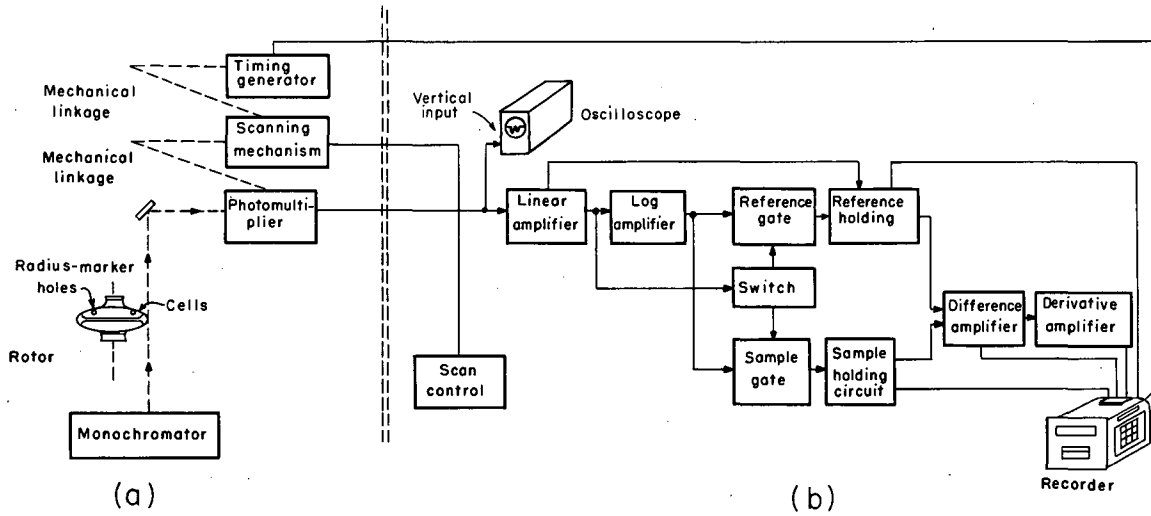 Timing
generator
Mechanical
linkage
Scanning
mechanism
Mechanical
linkage
Photomulti-
plier
Radius-marker
holes
Cells
Rotor
Monochromator
(a)
Vertical
input
Oscilloscope
Linear
amplifier
Log
amplifier
Reference
gate
Reference
holding
Switch
Difference
amplifier
Derivative
amplifier
Scan
control
Sample
gate
Sample
holding
circuit
Recorder
(b)